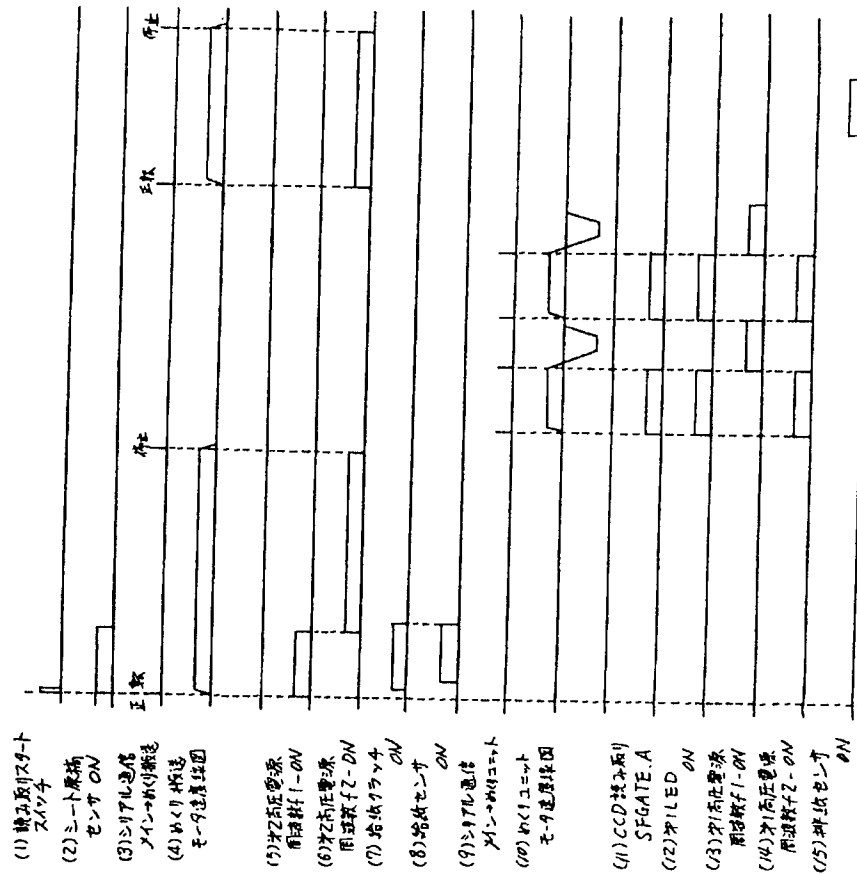 (1)読み取りスタート
スイッチ
(2) シート原稿
センサ ON
(3) シリアル通信
メイン→めくり搬送
(4) めくり搬送
モータ速度線図
(5) 第2高圧電源
周波数f1-ON
(6) 第2高圧電源
周波数f2-ON
(7) 給紙クラッチ
ON
(8) 給紙センサ
ON
(9) シリアル通信
メイン→めくりユニット
(10) めくりユニット
モータ速度線図
(11) CCD読み取り
SFGATE.A
(12) 第1LED ON
(13) 第1高圧電源
周波数f1-ON
(14) 第1高圧電源
周波数f2-ON
(15) 排紙センサ
ON
正転
停止
正転
停止